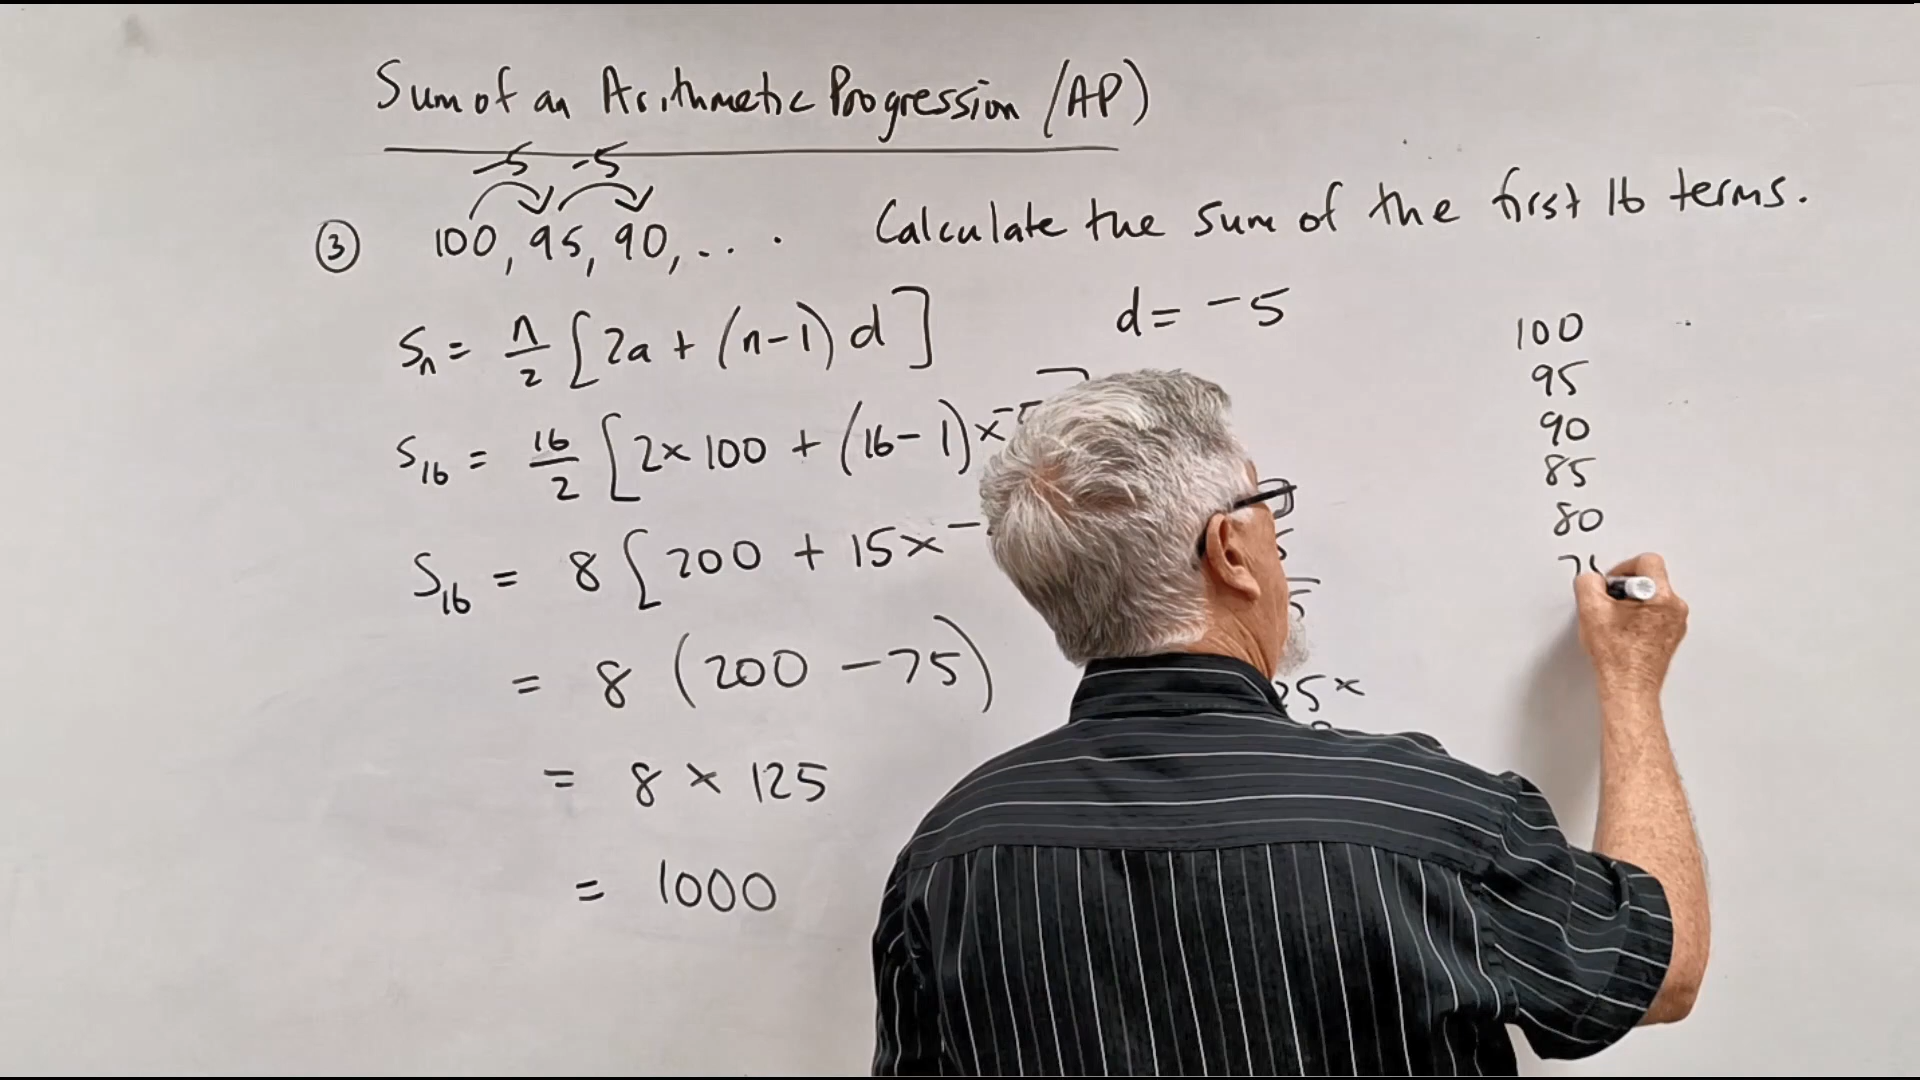 Sum of an Arithmetic Progression (AP)
-5 -5
③ 100, 95, 90, ... . Calculate the sum of the first 16 terms.
Sn = n/2 [2a + (n-1) d]
d = -5
S16 = 16/2 [2 × 100 + (16 - 1) × -5]
S16 = 8 [200 + 15 × -
= 8 (200 - 75)
= 8 × 125
= 1000
25 ×
100
95
90
85
80